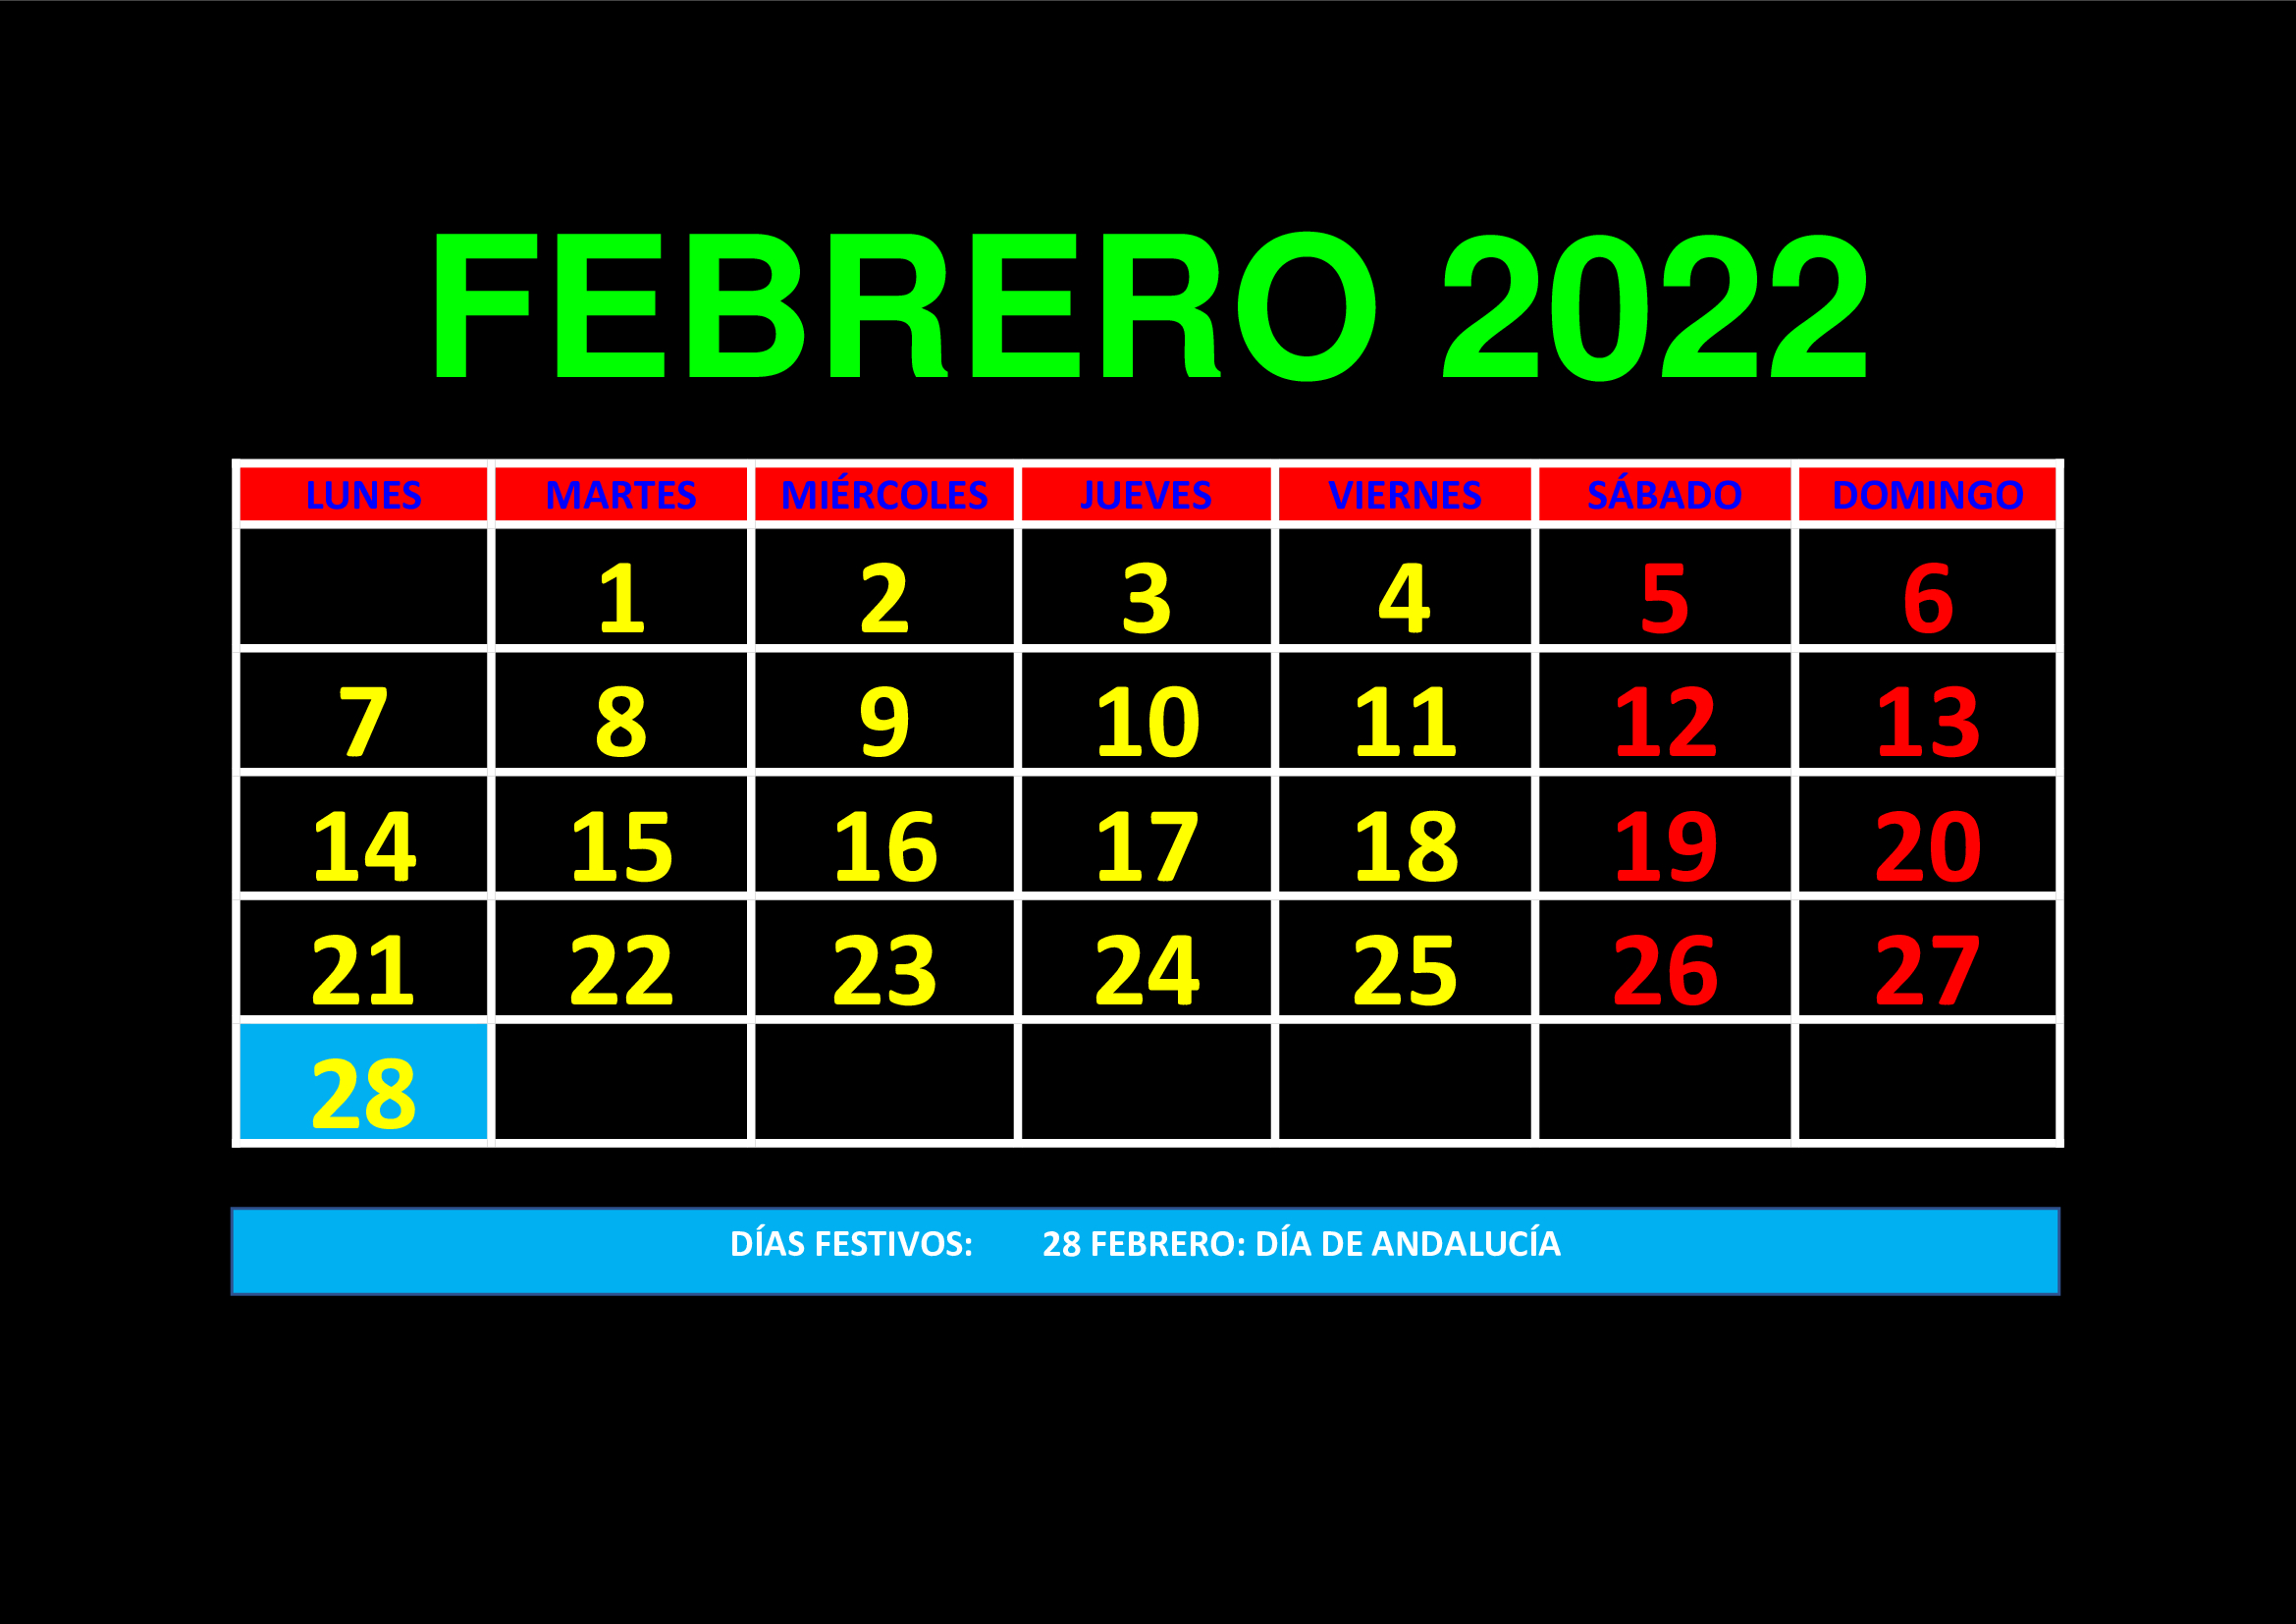 FEBRERO 2022
LUNES MARTES MIÉRCOLES JUEVES VIERNES SÁBADO DOMINGO
1 2 3 4 5 6
7 8 9 10 11 12 13
14 15 16 17 18 19 20
21 22 23 24 25 26 27
28
DÍAS FESTIVOS: 28 FEBRERO: DÍA DE ANDALUCÍA